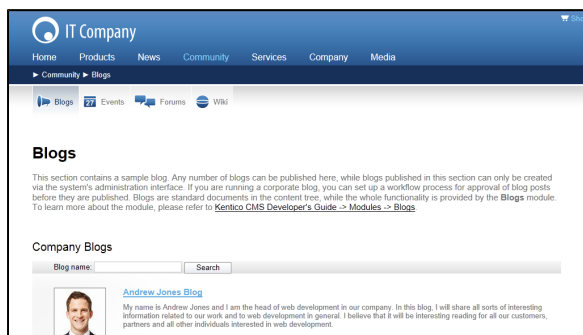 Sho
IT Company
Home Products News Community Services Company Media
► Community ► Blogs
Blogs 27 Events Forums Wiki
Blogs
This section contains a sample blog. Any number of blogs can be published here, while blogs published in this section can only be created
via the system's administration interface. If you are running a corporate blog, you can set up a workflow process for approval of blog posts
before they are published. Blogs are standard documents in the content tree, while the whole functionality is provided by the Blogs module.
To learn more about the module, please refer to Kentico CMS Developer's Guide -> Modules -> Blogs.
Company Blogs
Blog name: Search
Andrew Jones Blog
My name is Andrew Jones and I am the head of web development in our company. In this blog, I will share all sorts of interesting
information related to our work and to web development in general. I believe that it will be interesting reading for all our customers,
partners and all other individuals interested in web development.